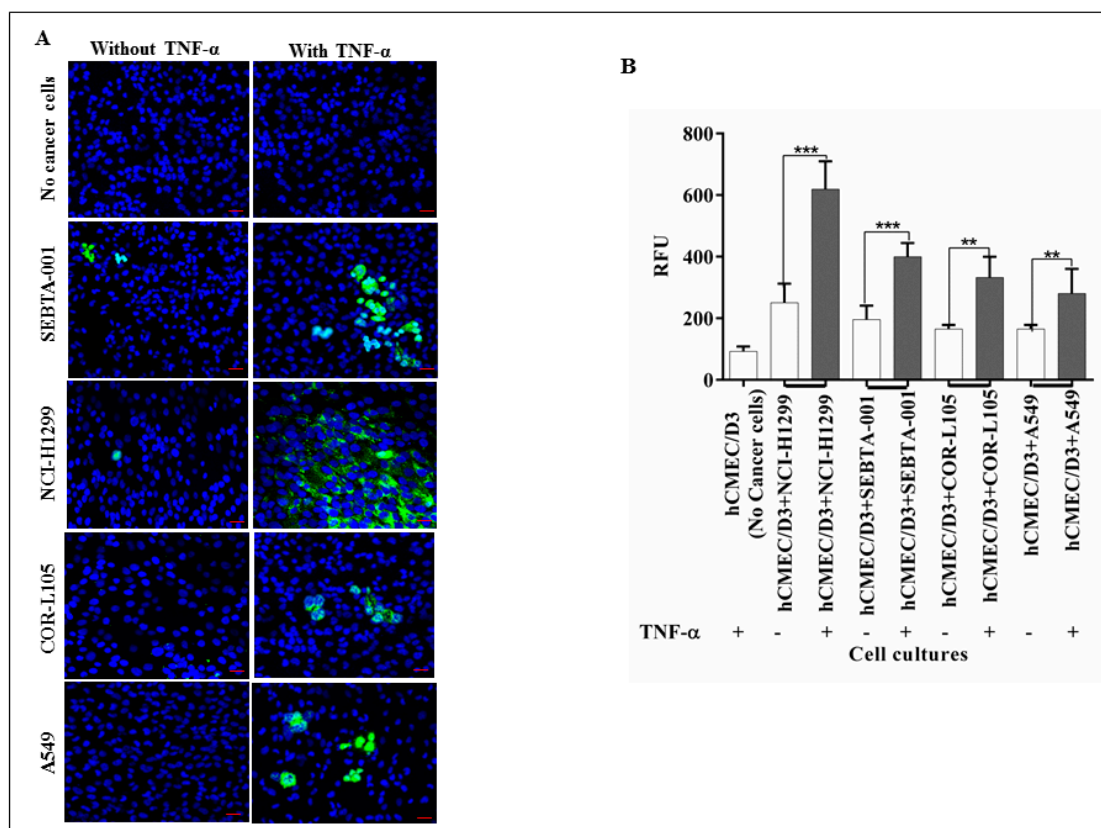 A
Without TNF-α
With TNF-α
No cancer cells
SEBTA-001
NCI-H1299
COR-L105
A549
B
800
600
400
200
0
RFU
***
***
**
**
hCMEC/D3
(No Cancer cells)
hCMEC/D3+NCI-H1299
hCMEC/D3+NCI-H1299
hCMEC/D3+SEBTA-001
hCMEC/D3+SEBTA-001
hCMEC/D3+COR-L105
hCMEC/D3+COR-L105
hCMEC/D3+A549
hCMEC/D3+A549
TNF-α + - + - + - + - +
Cell cultures